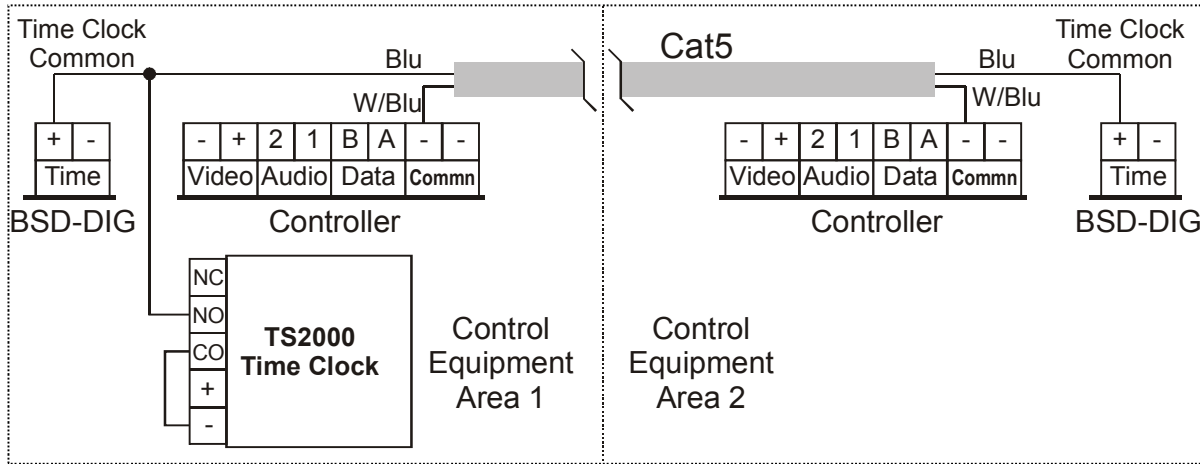 Time Clock
Common
Blu
W/Blu
Cat5
Blu
W/Blu
Time Clock
Common
+ -
Time
BSD-DIG
- + 2 1 B A - -
Video Audio Data Commn
Controller
- + 2 1 B A - -
Video Audio Data Commn
Controller
+ -
Time
BSD-DIG
NC
NO
CO
+
-
TS2000
Time Clock
Control
Equipment
Area 1
Control
Equipment
Area 2